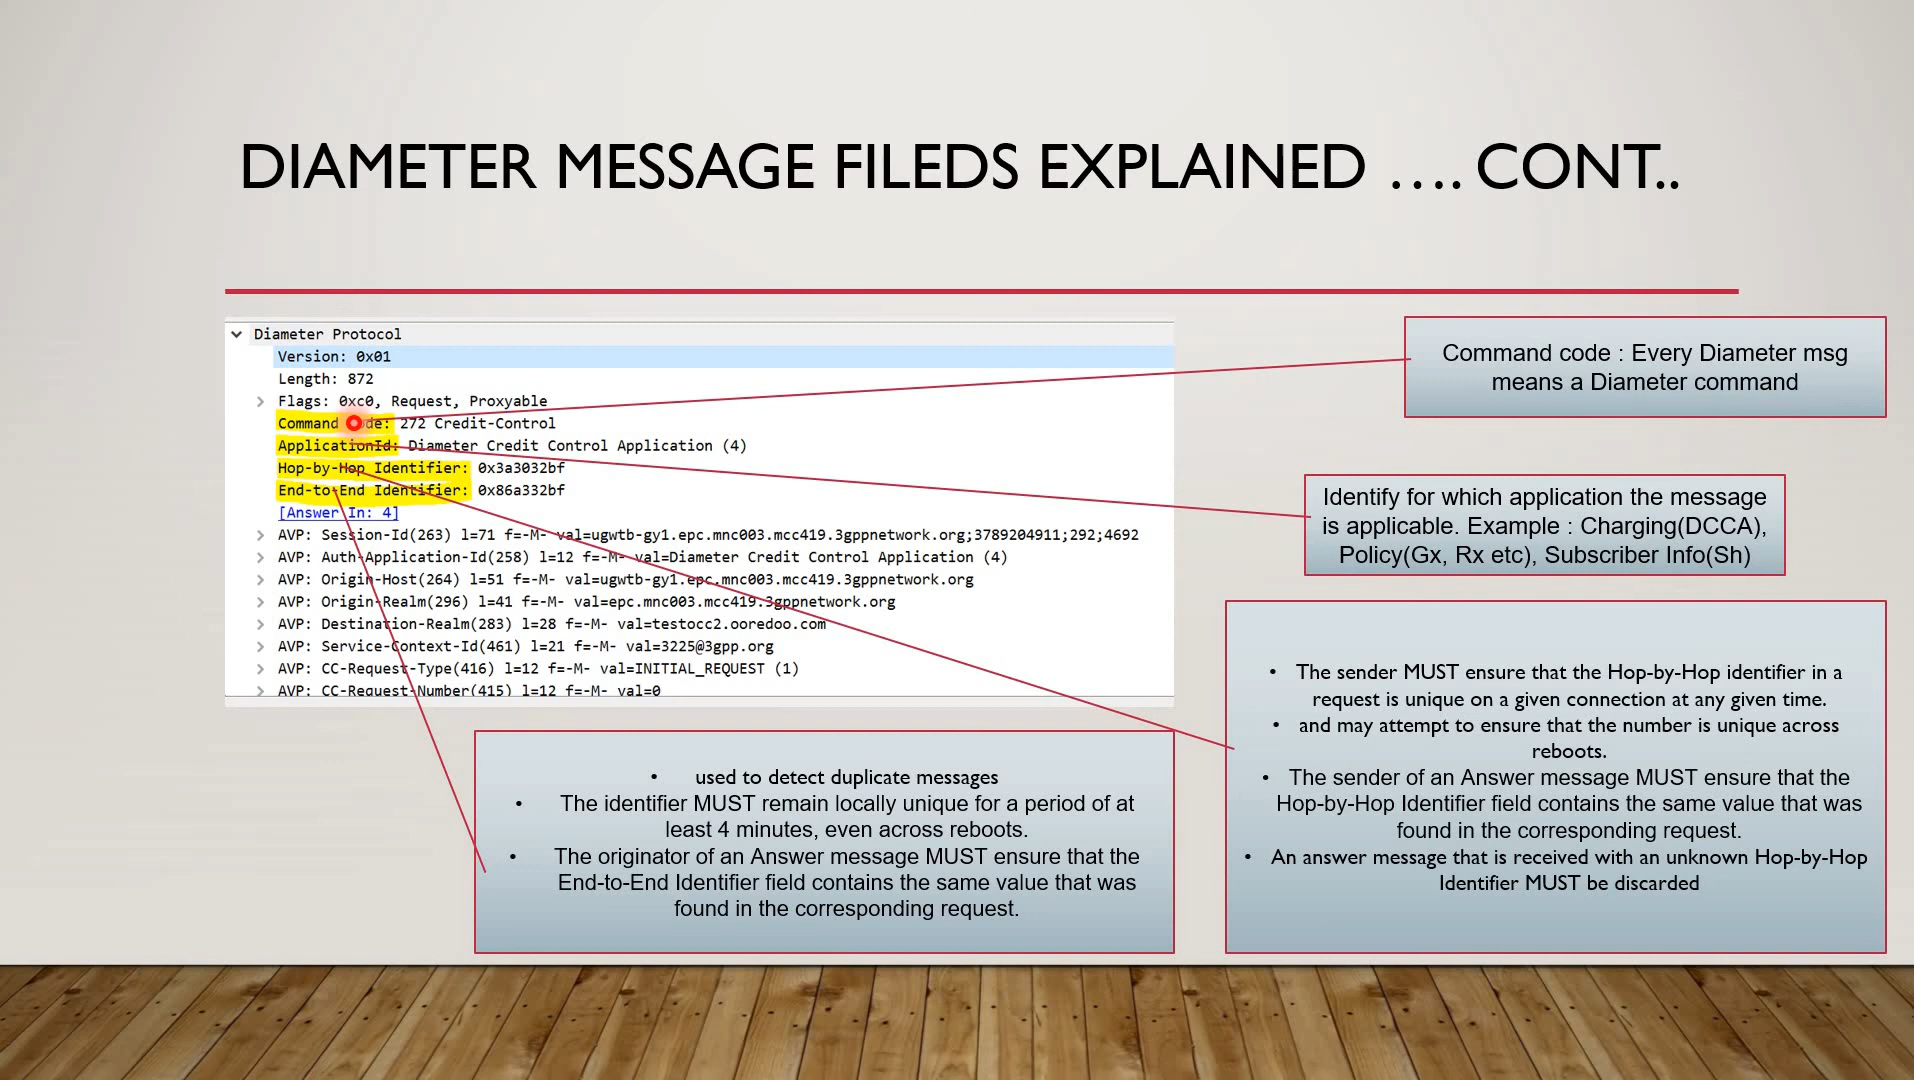 DIAMETER MESSAGE FILEDS EXPLAINED …. CONT..
Diameter Protocol
Version: 0x01
Length: 872
Flags: 0xc0, Request, Proxyable
Command Code: 272 Credit-Control
ApplicationId: Diameter Credit Control Application (4)
Hop-by-Hop Identifier: 0x3a3032bf
End-to-End Identifier: 0x86a332bf
[Answer In: 4]
AVP: Session-Id(263) l=71 f=-M- val=ugwtb-gy1.epc.mnc003.mcc419.3gppnetwork.org;3789204911;292;4692
AVP: Auth-Application-Id(258) l=12 f=-M- val=Diameter Credit Control Application (4)
AVP: Origin-Host(264) l=51 f=-M- val=ugwtb-gy1.epc.mnc003.mcc419.3gppnetwork.org
AVP: Origin-Realm(296) l=41 f=-M- val=epc.mnc003.mcc419.3gppnetwork.org
AVP: Destination-Realm(283) l=28 f=-M- val=testocc2.ooredoo.com
AVP: Service-Context-Id(461) l=21 f=-M- val=3225@3gpp.org
AVP: CC-Request-Type(416) l=12 f=-M- val=INITIAL_REQUEST (1)
AVP: CC-Request-Number(415) l=12 f=-M- val=0
Command code : Every Diameter msg
means a Diameter command
Identify for which application the message
is applicable. Example : Charging(DCCA),
Policy(Gx, Rx etc), Subscriber Info(Sh)
• The sender MUST ensure that the Hop-by-Hop identifier in a
request is unique on a given connection at any given time.
• and may attempt to ensure that the number is unique across
reboots.
• The sender of an Answer message MUST ensure that the
Hop-by-Hop Identifier field contains the same value that was
found in the corresponding request.
• An answer message that is received with an unknown Hop-by-Hop
Identifier MUST be discarded
• used to detect duplicate messages
• The identifier MUST remain locally unique for a period of at
least 4 minutes, even across reboots.
• The originator of an Answer message MUST ensure that the
End-to-End Identifier field contains the same value that was
found in the corresponding request.